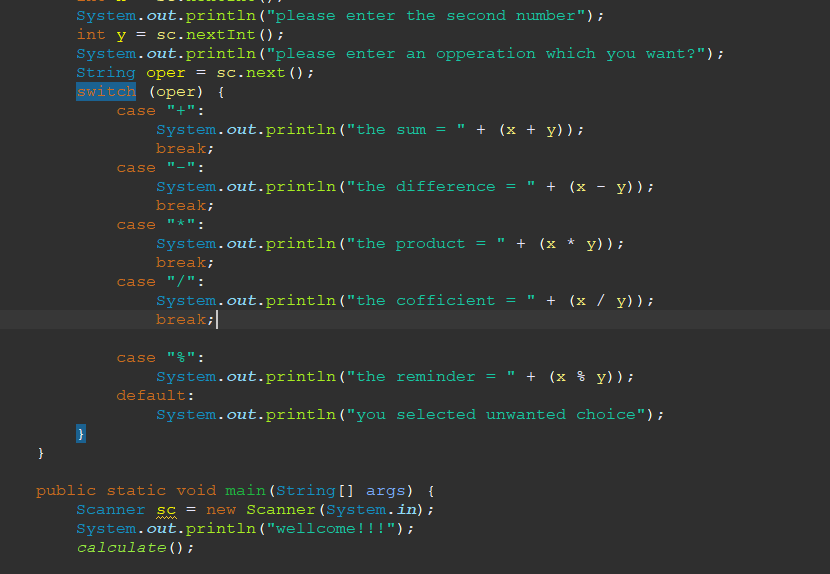 System.out.println("please enter the second number");
int y = sc.nextInt();
System.out.println("please enter an opperation which you want?");
String oper = sc.next();
switch (oper) {
case "+":
System.out.println("the sum = " + (x + y));
break;
case "-":
System.out.println("the difference = " + (x - y));
break;
case "*":
System.out.println("the product = " + (x * y));
break;
case "/":
System.out.println("the cofficient = " + (x / y));
break;
case "%":
System.out.println("the reminder = " + (x % y));
default:
System.out.println("you selected unwanted choice");
}
}
public static void main(String[] args) {
Scanner sc = new Scanner(System.in);
System.out.println("wellcome!!!");
calculate();